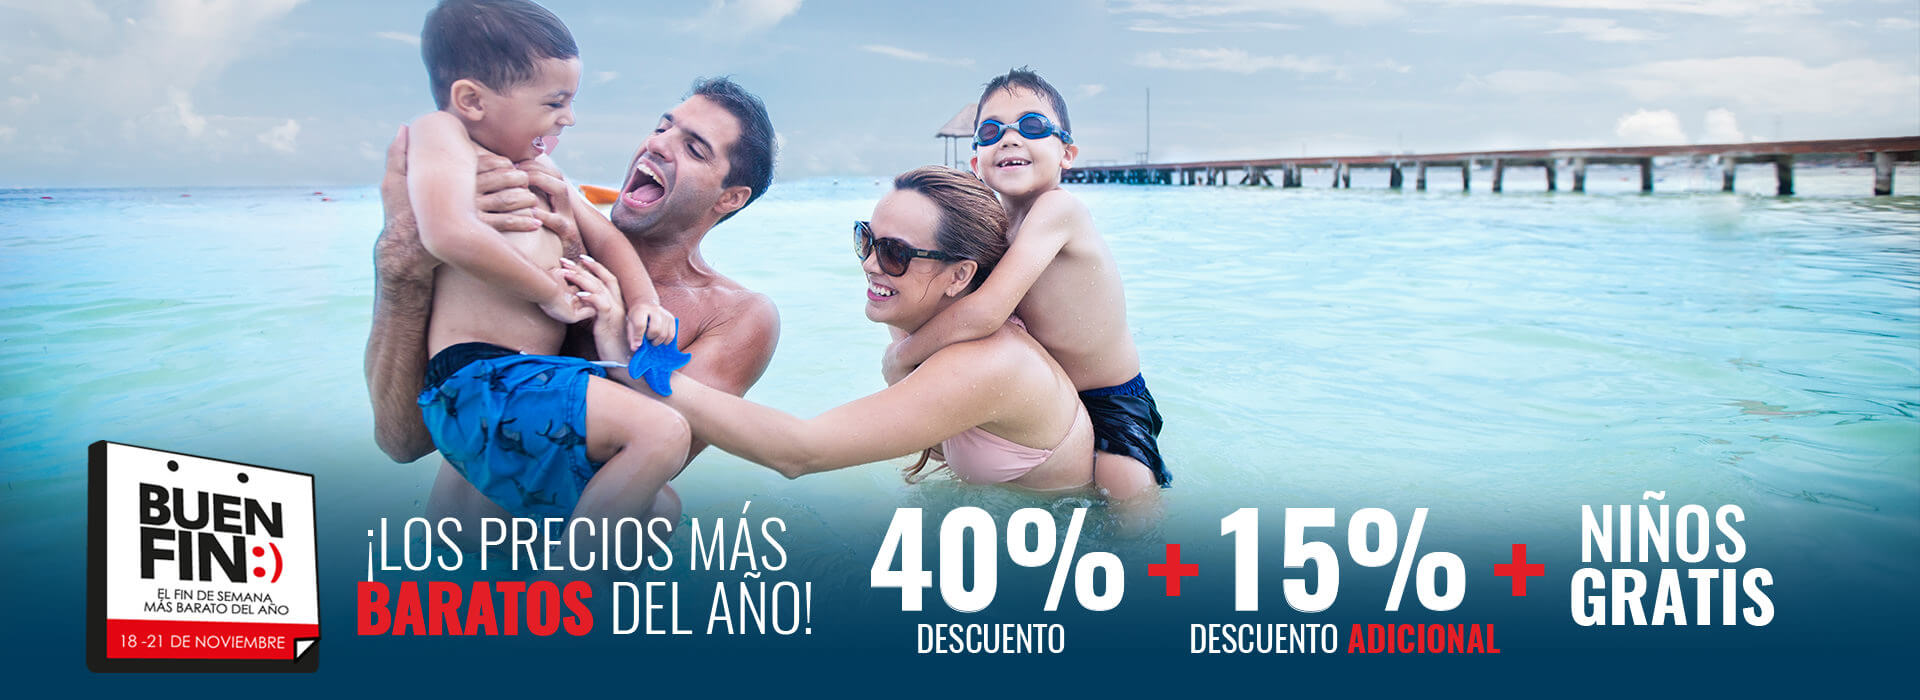 BUEN
FIN:)
EL FIN DE SEMANA
MÁS BARATO DEL AÑO
18 -21 DE NOVIEMBRE
¡LOS PRECIOS MÁS
BARATOS DEL AÑO!
40% + 15% +
DESCUENTO
DESCUENTO ADICIONAL
NIÑOS
GRATIS